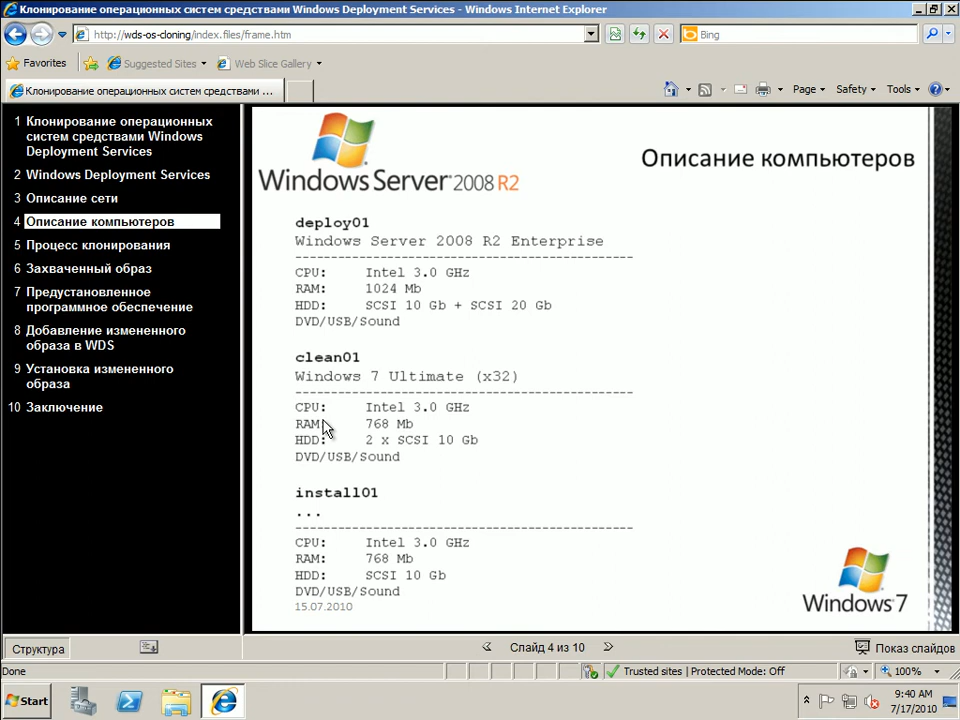 Клонирование операционных систем средствами Windows Deployment Services - Windows Internet Explorer
http://wds-os-cloning/index.files/frame.htm
Bing
Favorites
Suggested Sites
Web Slice Gallery
Клонирование операционных систем средствами ...
Page
Safety
Tools
1 Клонирование операционных
систем средствами Windows
Deployment Services
2 Windows Deployment Services
3 Описание сети
4 Описание компьютеров
5 Процесс клонирования
6 Захваченный образ
7 Предустановленное
программное обеспечение
8 Добавление измененного
образа в WDS
9 Установка измененного
образа
10 Заключение
Windows Server 2008 R2
Описание компьютеров
deploy01
Windows Server 2008 R2 Enterprise
------------------------------------------------
CPU: Intel 3.0 GHz
RAM: 1024 Mb
HDD: SCSI 10 Gb + SCSI 20 Gb
DVD/USB/Sound
clean01
Windows 7 Ultimate (x32)
------------------------------------------------
CPU: Intel 3.0 GHz
RAM: 768 Mb
HDD: 2 x SCSI 10 Gb
DVD/USB/Sound
install01
...
------------------------------------------------
CPU: Intel 3.0 GHz
RAM: 768 Mb
HDD: SCSI 10 Gb
DVD/USB/Sound
15.07.2010
Windows 7
Структура
Слайд 4 из 10
Показ слайдов
Done
Trusted sites | Protected Mode: Off
100%
Start
9:40 AM
7/17/2010